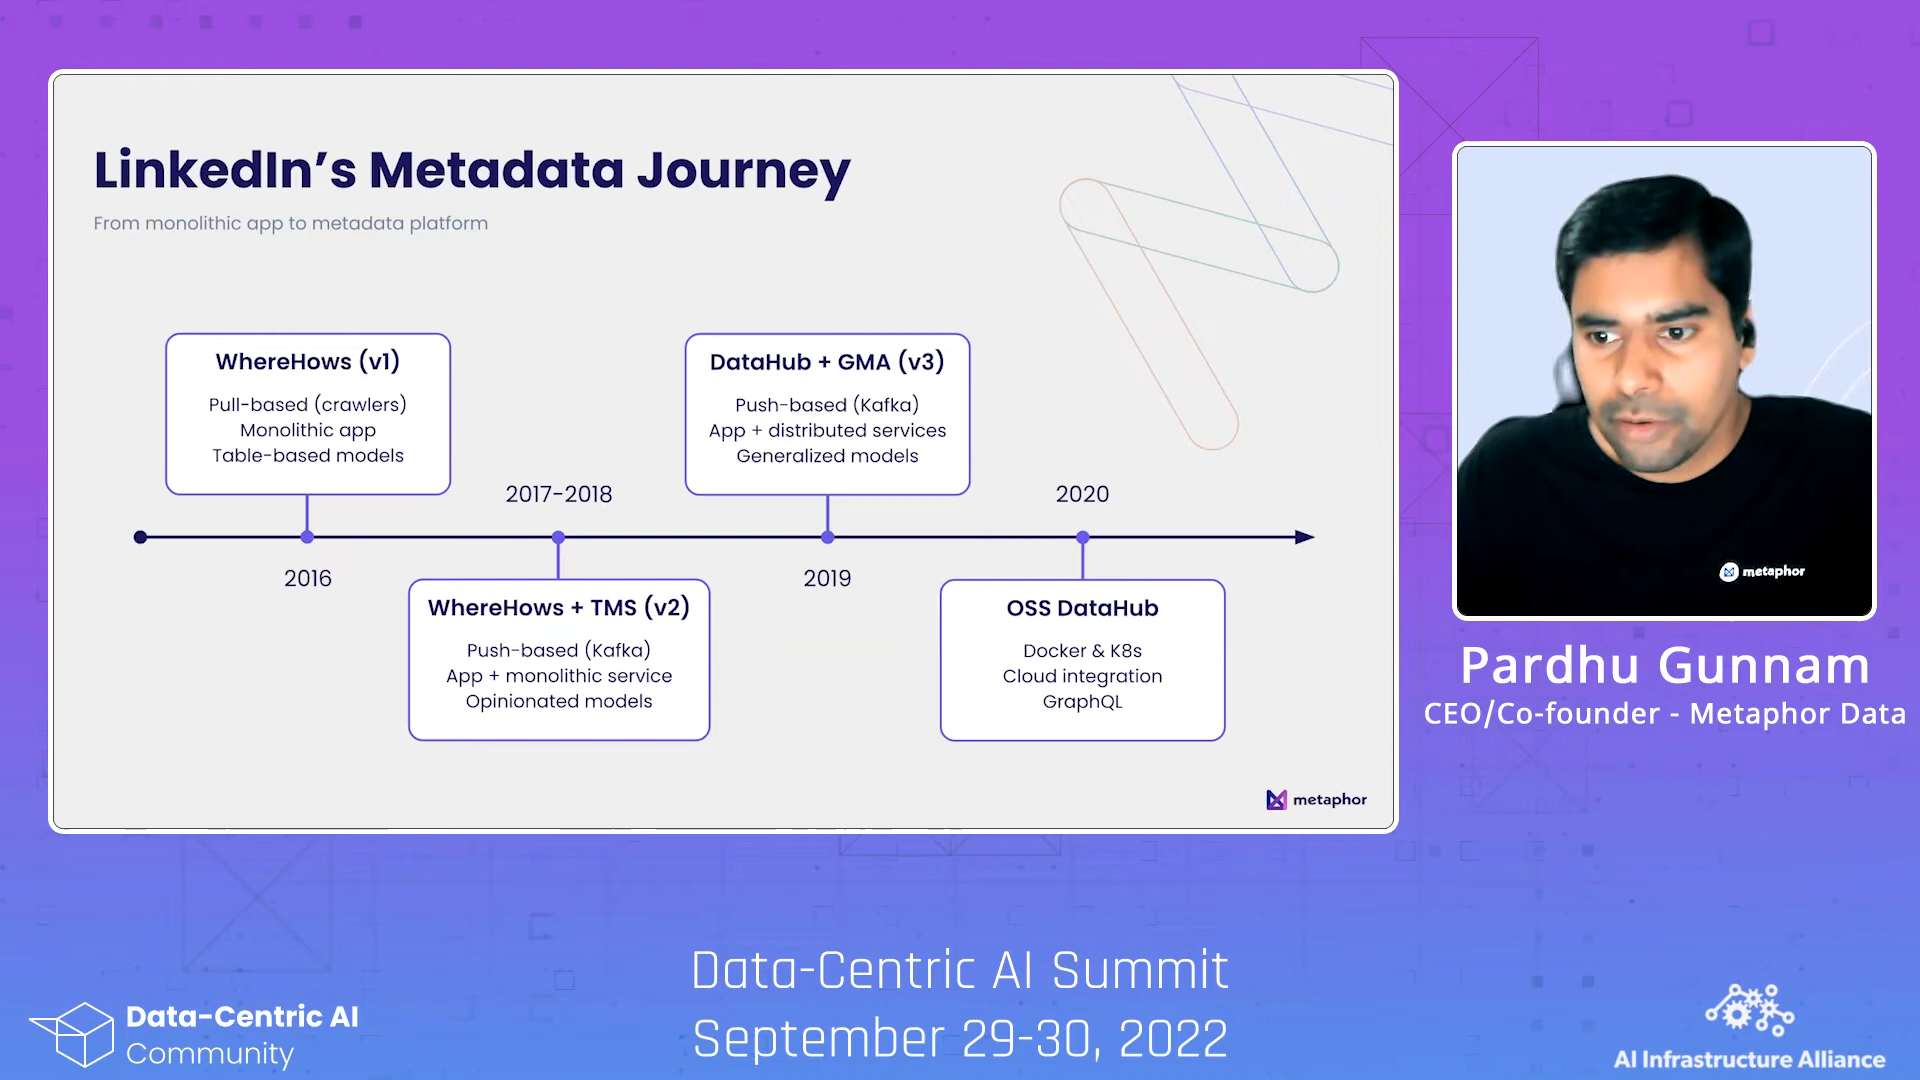 LinkedIn’s Metadata Journey
From monolithic app to metadata platform
WhereHows (v1)
Pull-based (crawlers)
Monolithic app
Table-based models
2016
2017-2018
WhereHows + TMS (v2)
Push-based (Kafka)
App + monolithic service
Opinionated models
DataHub + GMA (v3)
Push-based (Kafka)
App + distributed services
Generalized models
2019
2020
OSS DataHub
Docker & K8s
Cloud integration
GraphQL
metaphor
metaphor
Pardhu Gunnam
CEO/Co-founder - Metaphor Data
Data-Centric AI
Community
Data-Centric AI Summit
September 29-30, 2022
AI Infrastructure Alliance